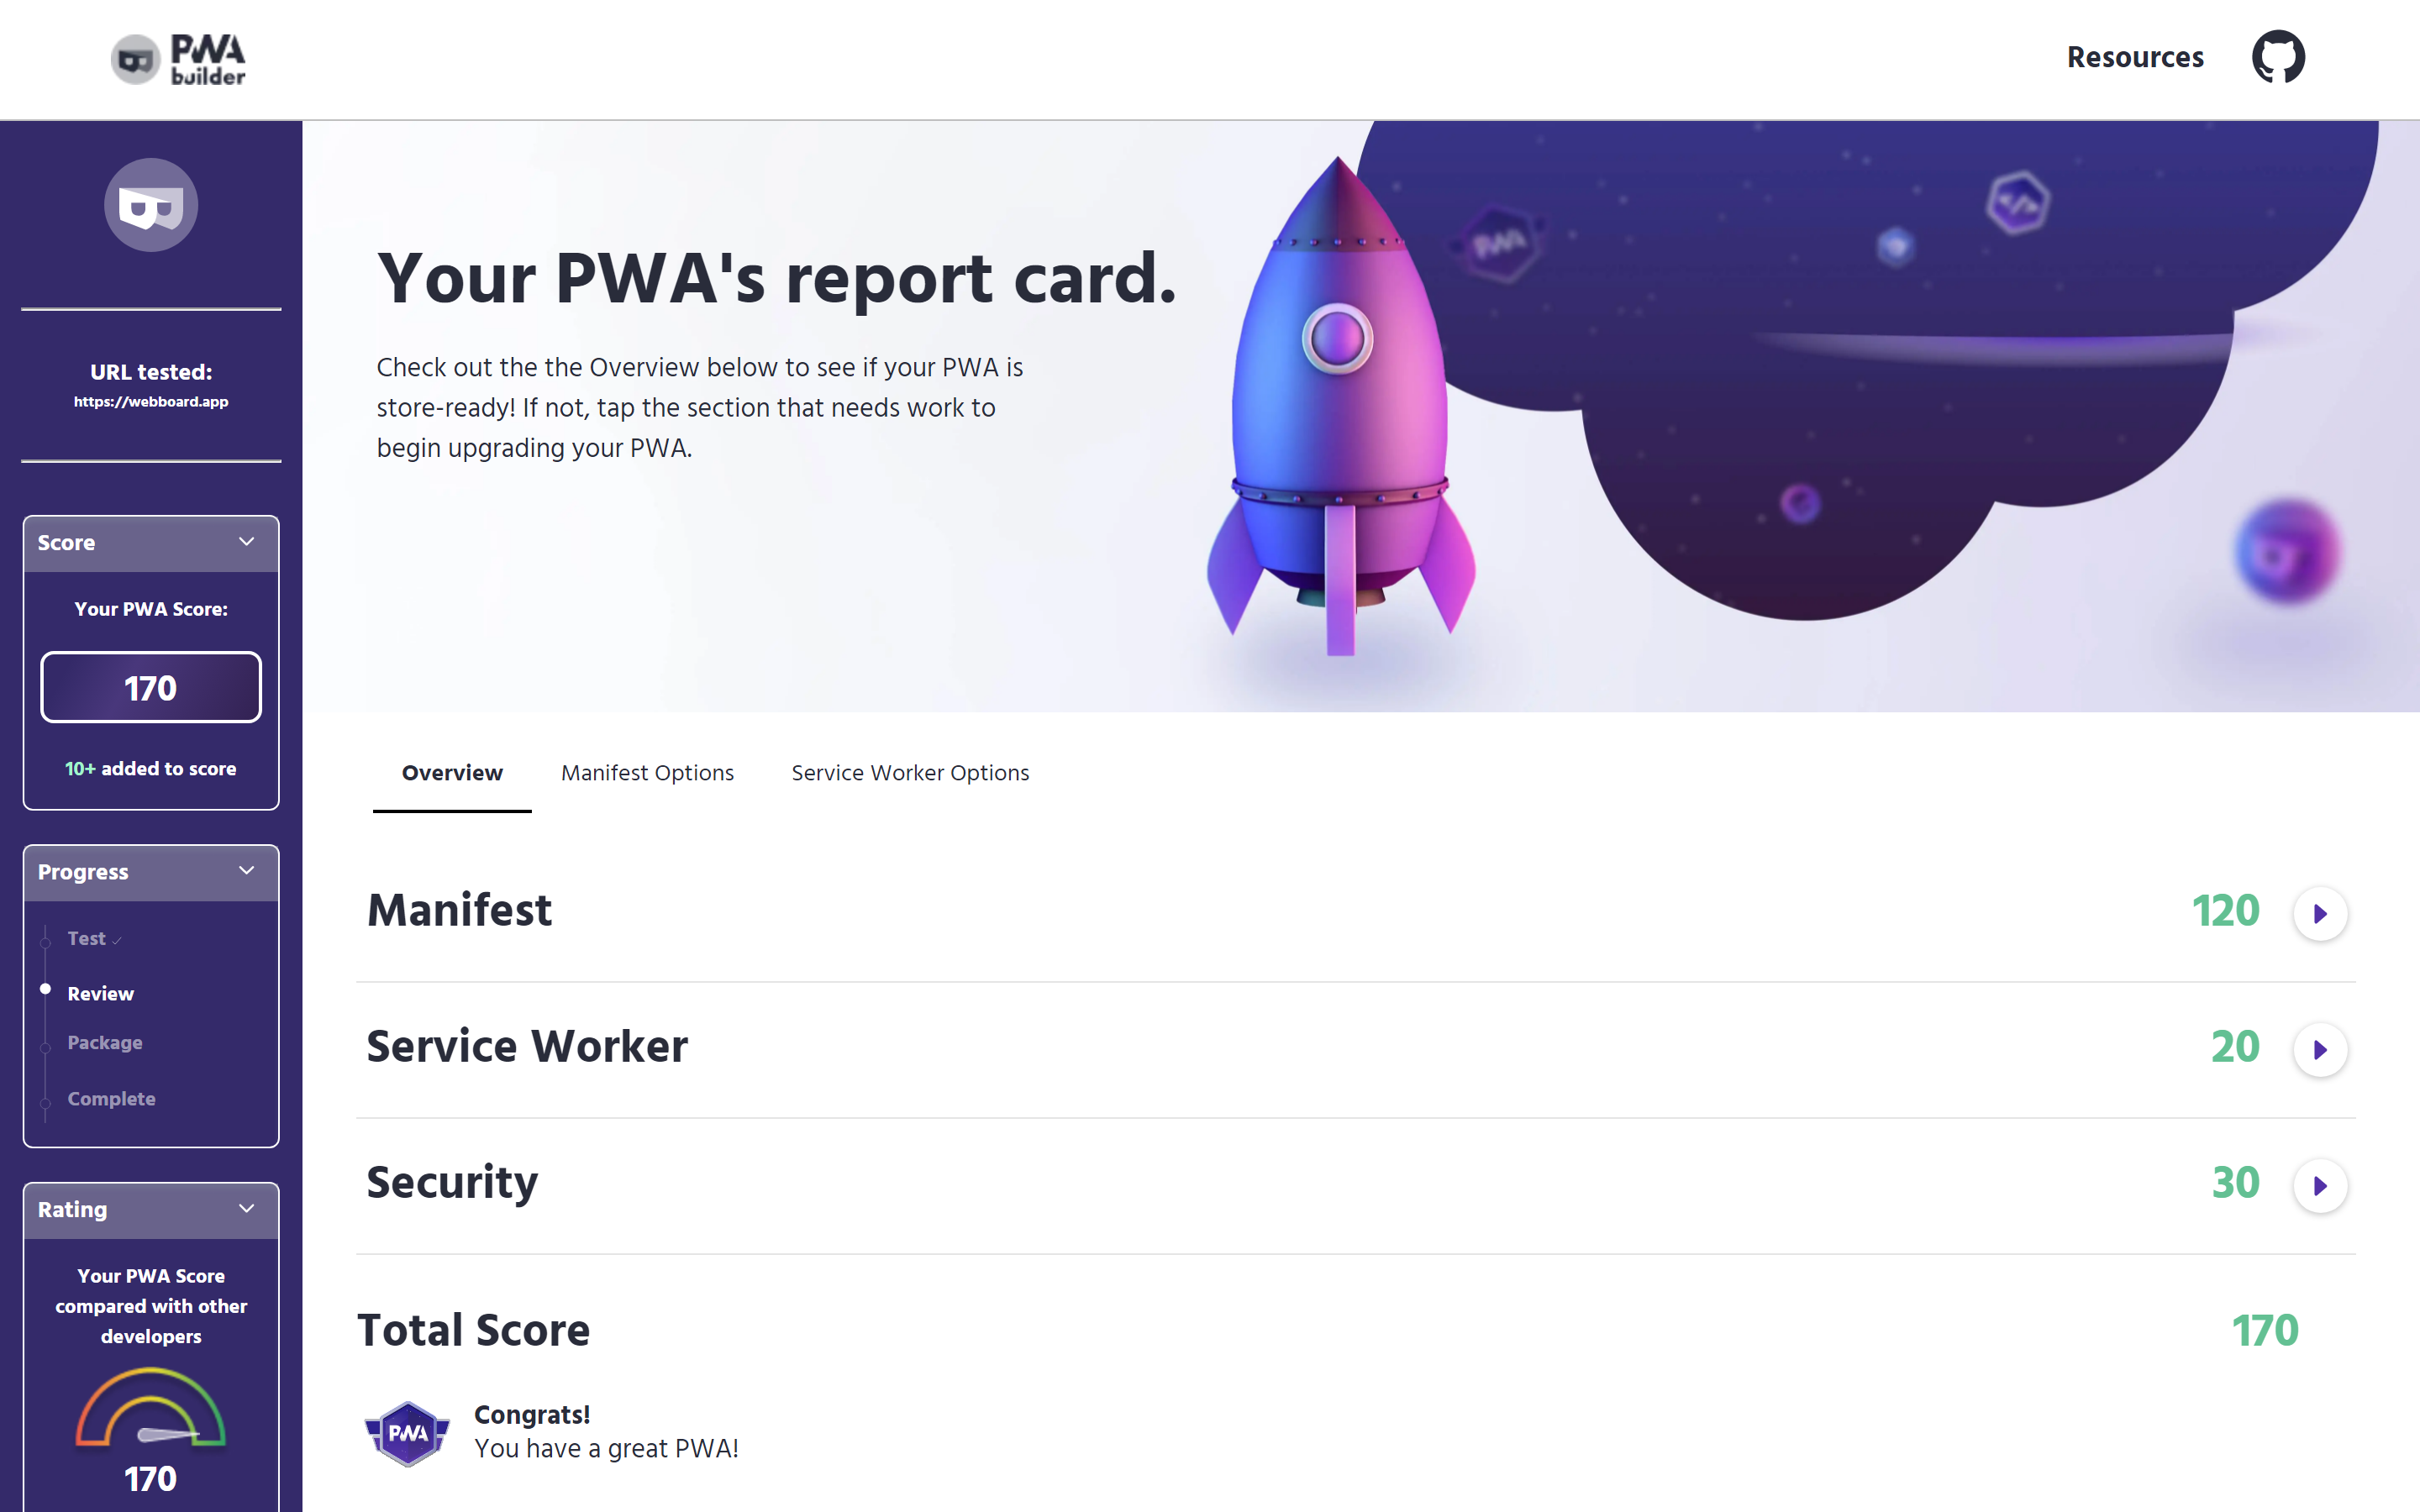 PWA
builder
Resources
URL tested:
https://webboard.app
Score
Your PWA Score:
170
10+ added to score
Progress
Test
Review
Package
Complete
Rating
Your PWA Score
compared with other
developers
170
Your PWA's report card.
Check out the the Overview below to see if your PWA is
store-ready! If not, tap the section that needs work to
begin upgrading your PWA.
PWA
Overview
Manifest Options
Service Worker Options
Manifest
120
Service Worker
20
Security
30
Total Score
170
PWA
Congrats!
You have a great PWA!